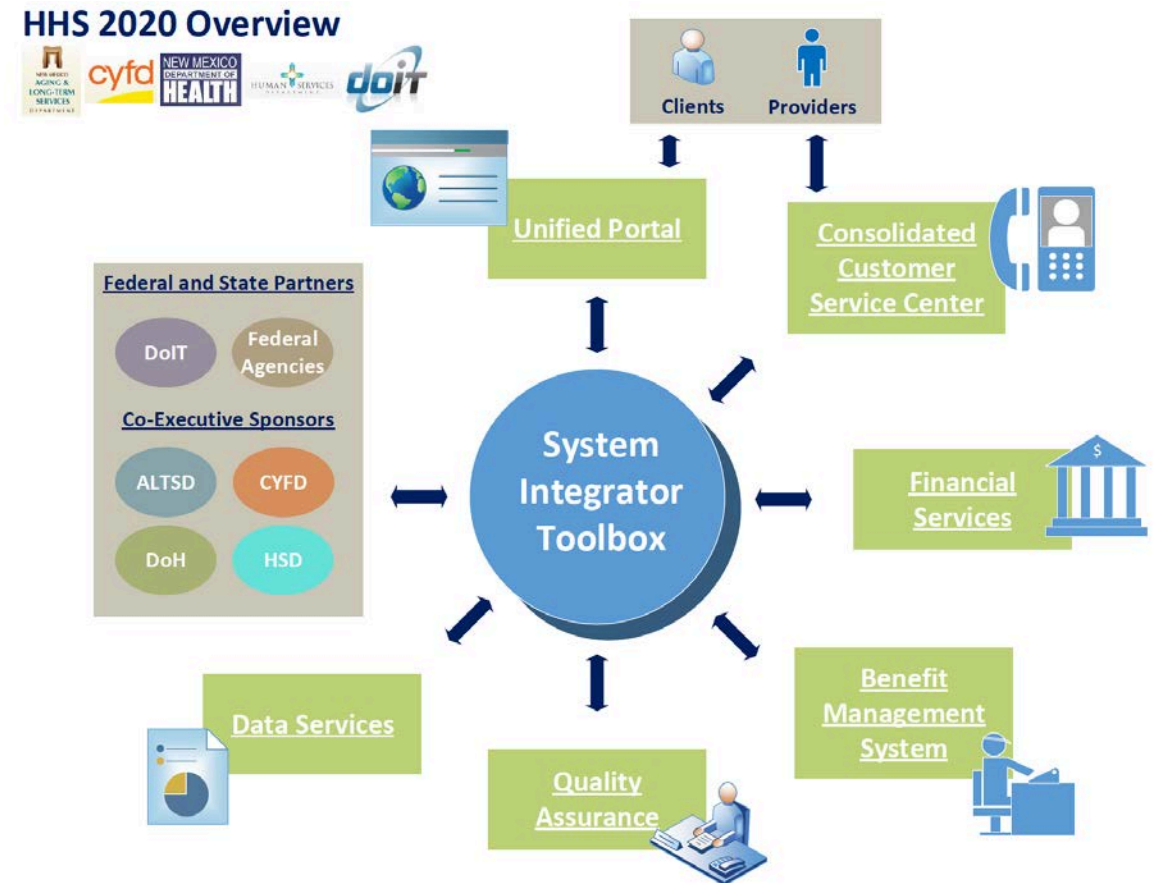 HHS 2020 Overview
NEW MEXICO
AGING &
LONG-TERM
SERVICES
DEPARTMENT
cyfd
NEW MEXICO
DEPARTMENT OF
HEALTH
HUMAN SERVICES
DEPARTMENT
doit
Clients
Providers
Unified Portal
Consolidated
Customer
Service Center
Federal and State Partners
DoIT
Federal
Agencies
Co-Executive Sponsors
ALTSD
CYFD
DoH
HSD
System
Integrator
Toolbox
$
Financial
Services
Benefit
Management
System
Data Services
Quality
Assurance